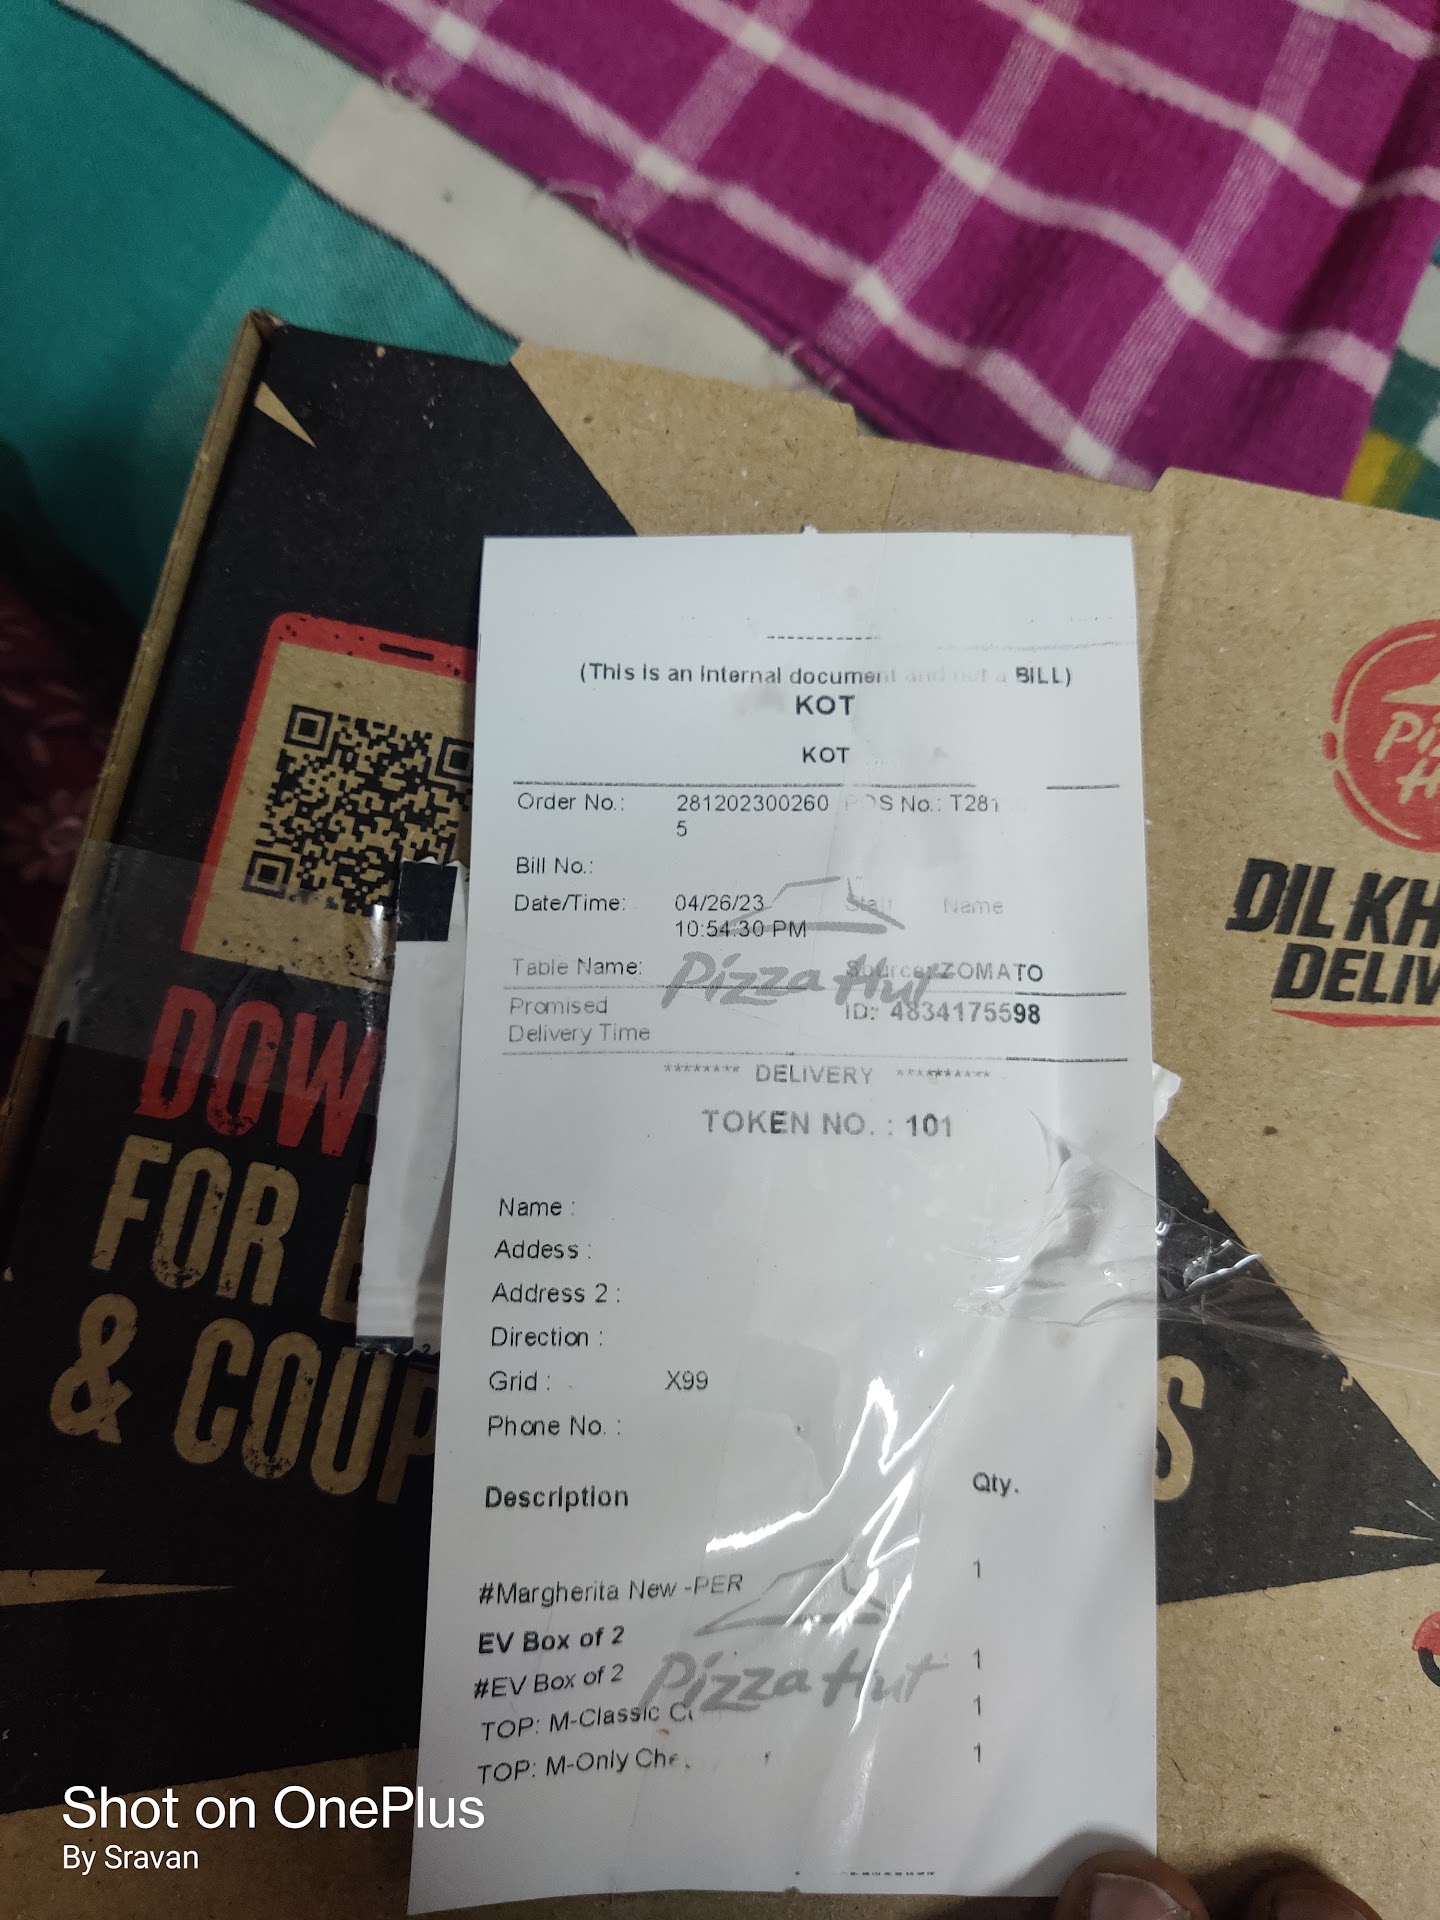 (This is an Internal document and not a BILL)
KOT
KOT
Order No.: 281202300260 POS No.: T281
5
Bill No.:
Date/Time: 04/26/23 Staff Name
10:54:30 PM
Table Name: Source: ZOMATO
Promised ID: 4834175598
Delivery Time
******** DELIVERY **********
TOKEN NO. : 101
Name :
Addess :
Address 2 :
Direction :
Grid : X99
Phone No. :
Description Qty.
#Margherita New -PER 1
EV Box of 2
#EV Box of 2 1
TOP: M-Classic 1
TOP: M-Only 1
Pizza Hut
Pizza Hut
FOR
&
DELIV
Shot on OnePlus
By Sravan